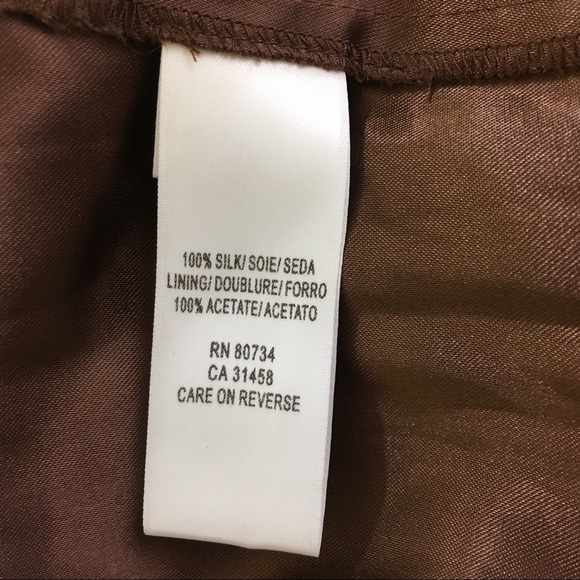 100% SILK/ SOIE/ SEDA
LINING/ DOUBLURE/ FORRO
100% ACETATE/ ACETATO
RN 80734
CA 31458
CARE ON REVERSE